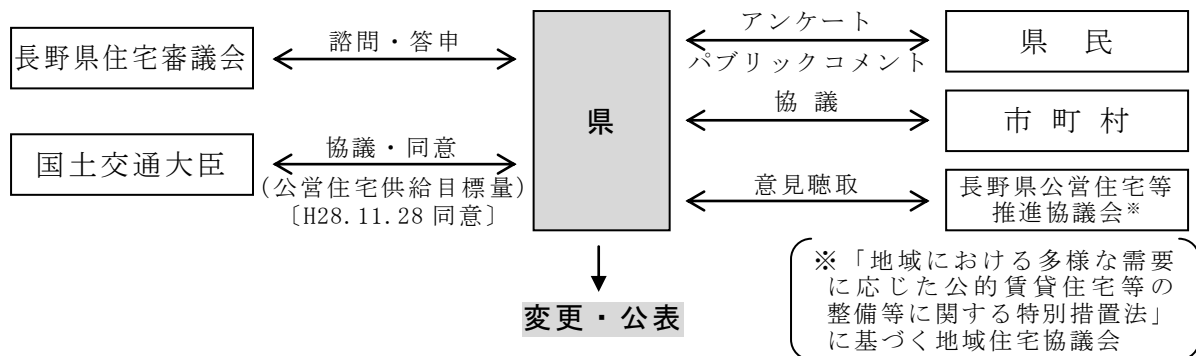 長野県住宅審議会
諮問・答申
国土交通大臣
協議・同意
(公営住宅供給目標量)
〔H28.11.28 同意〕
県
アンケート
パブリックコメント
県 民
協 議
市 町 村
意見聴取
長野県公営住宅等
推進協議会※
変更・公表
※「地域における多様な需要
に応じた公的賃貸住宅等の
整備等に関する特別措置法」
に基づく地域住宅協議会